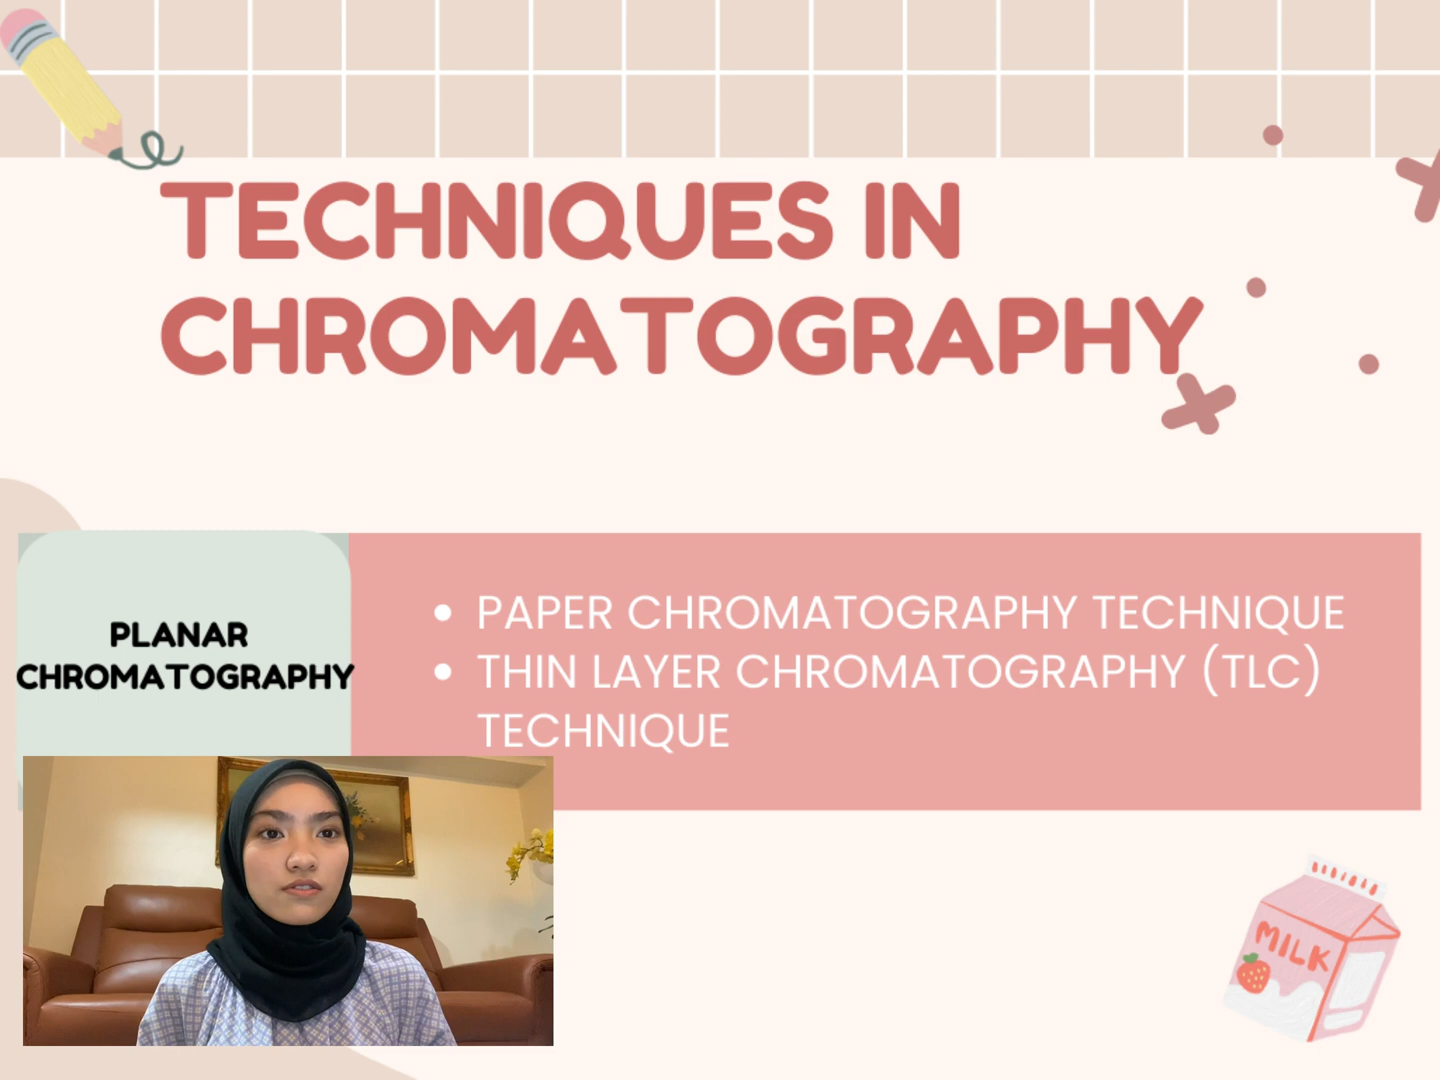 TECHNIQUES IN
CHROMATOGRAPHY
PLANAR
CHROMATOGRAPHY
• PAPER CHROMATOGRAPHY TECHNIQUE
• THIN LAYER CHROMATOGRAPHY (TLC)
TECHNIQUE
MILK